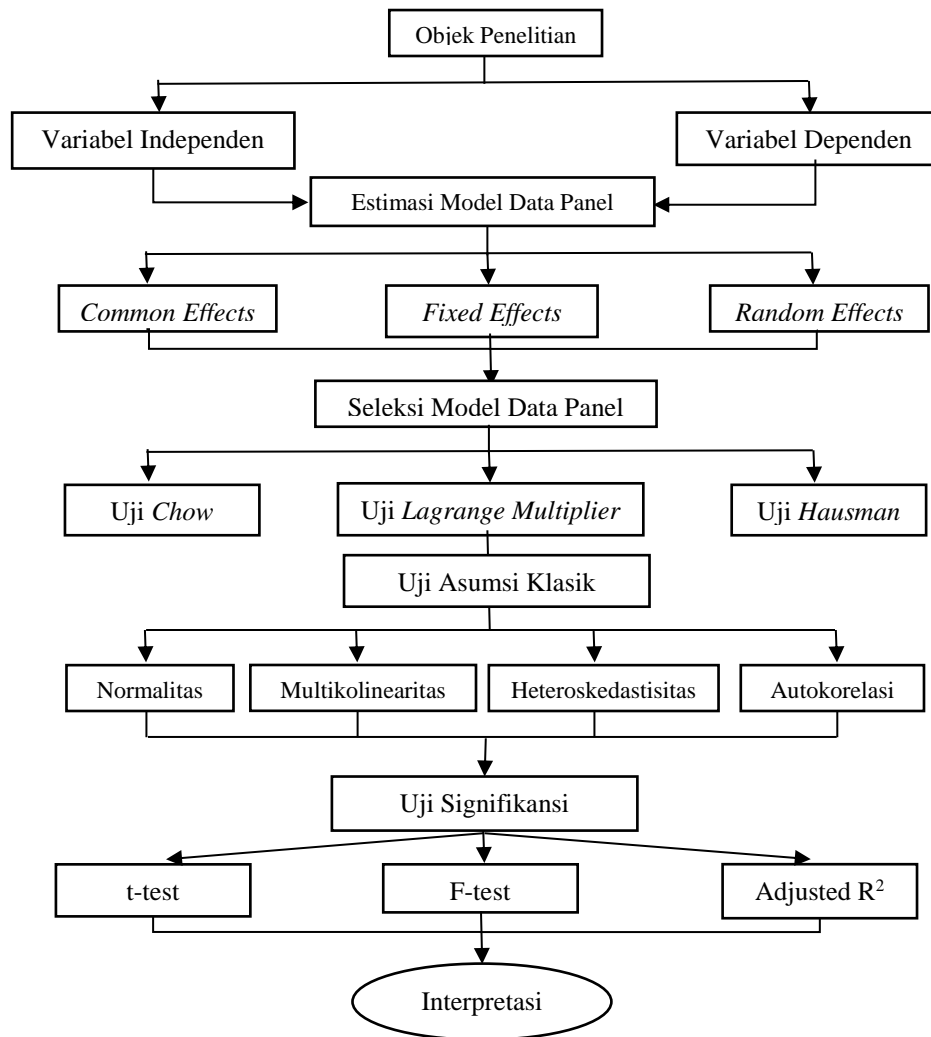 Objek Penelitian
Variabel Independen
Variabel Dependen
Estimasi Model Data Panel
Common Effects
Fixed Effects
Random Effects
Seleksi Model Data Panel
Uji Chow
Uji Lagrange Multiplier
Uji Hausman
Uji Asumsi Klasik
Normalitas
Multikolinearitas
Heteroskedastisitas
Autokorelasi
Uji Signifikansi
t-test
F-test
Adjusted R²
Interpretasi